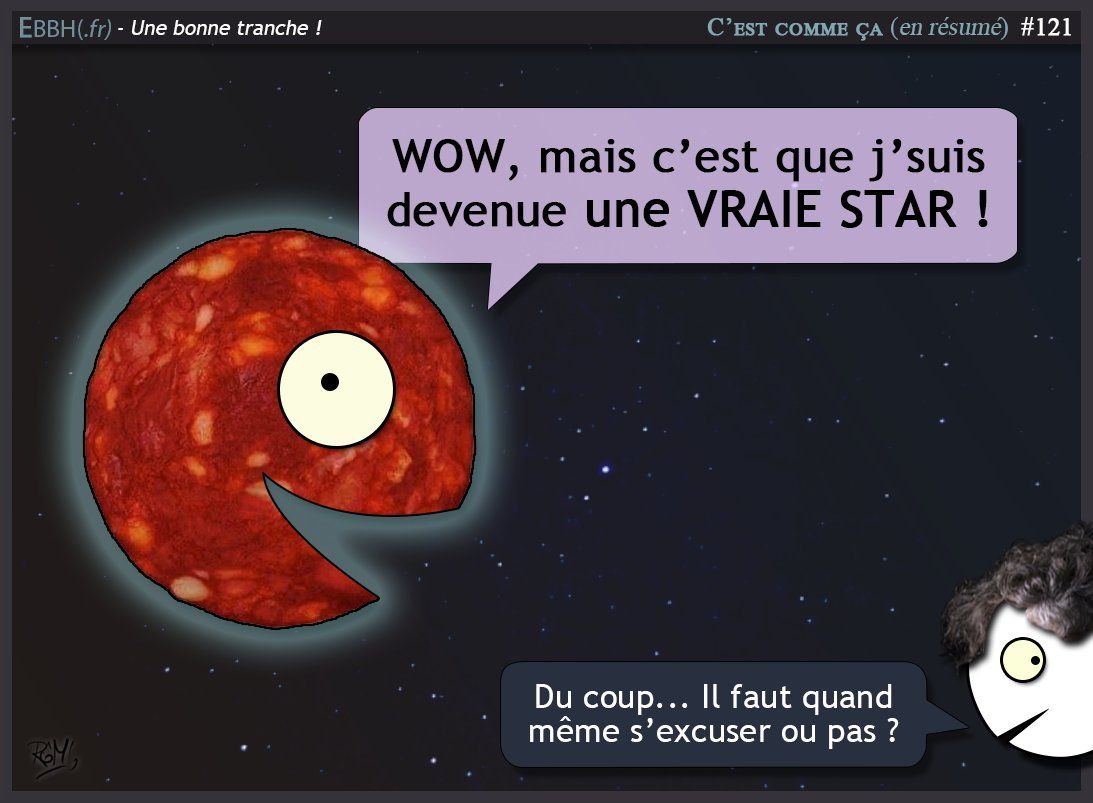 EBBH(.fr) - Une bonne tranche !
C'EST COMME ÇA (en résumé) #121
WOW, mais c'est que j'suis
devenue une VRAIE STAR !
Du coup... Il faut quand
même s'excuser ou pas ?